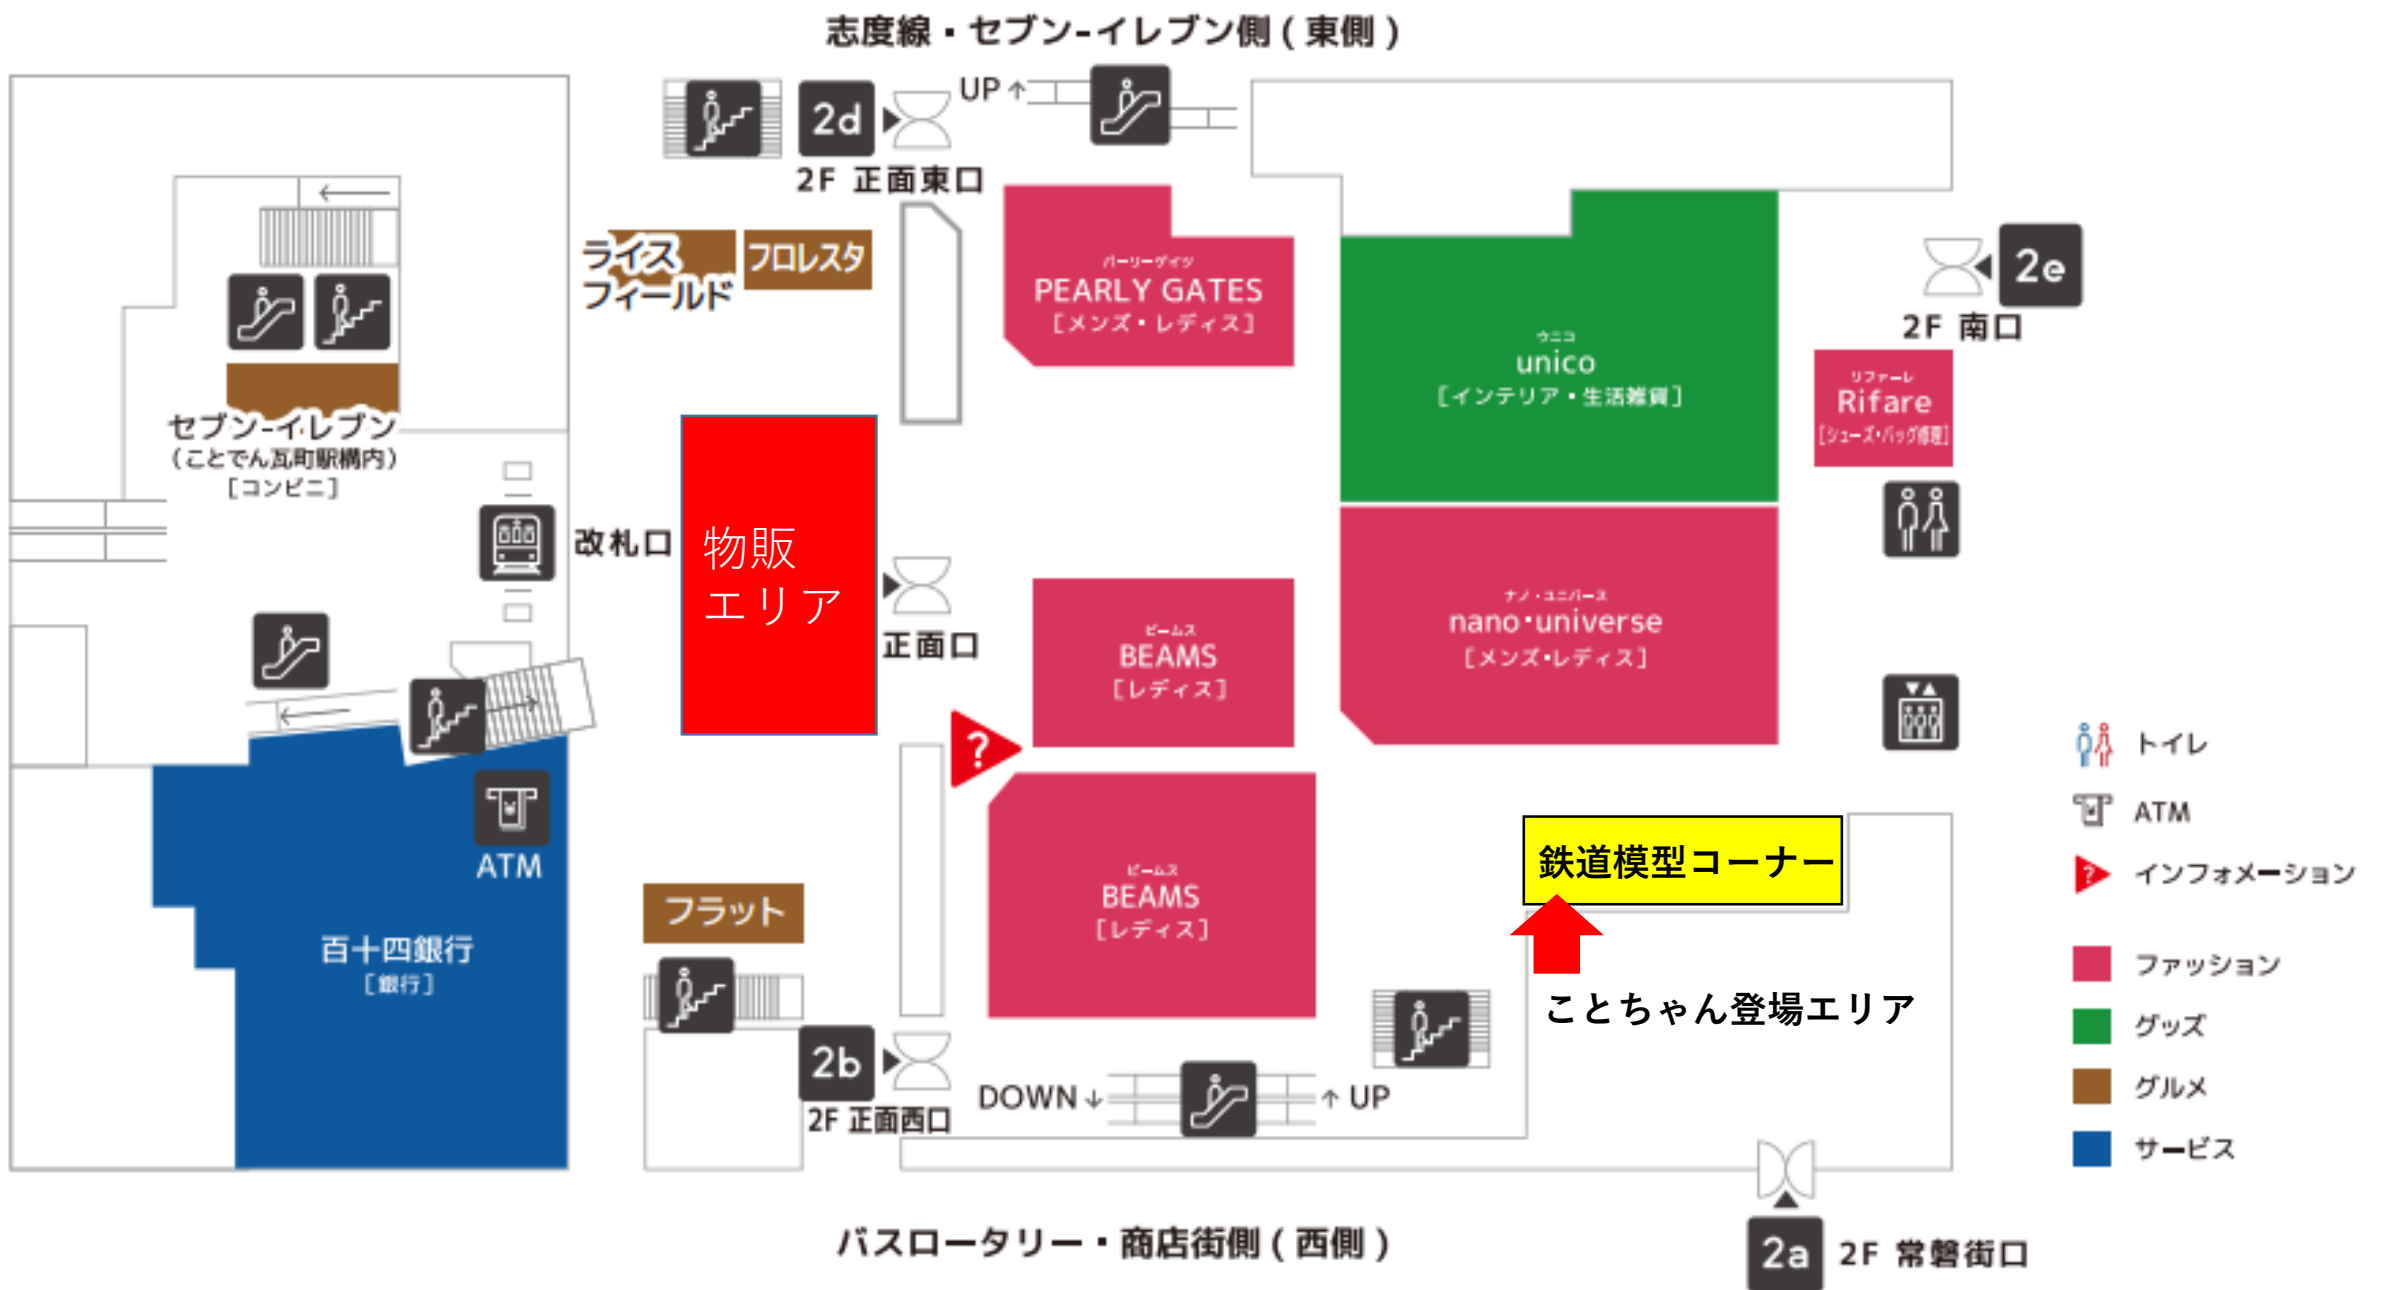 志度線・セブン-イレブン側（東側）
UP ↑
2d
2F 正面東口
ライス
フィールド
フロレスタ
パーリーゲイツ
PEARLY GATES
［メンズ・レディス］
ウニコ
unico
［インテリア・生活雑貨］
2e
2F 南口
リファーレ
Rifare
［シューズ・バッグ修理］
セブン-イレブン
（ことでん瓦町駅構内）
［コンビニ］
改札口
物販
エリア
正面口
ビームス
BEAMS
［レディス］
ナノ・ユニバース
nano・universe
［メンズ・レディス］
?
ATM
百十四銀行
［銀行］
フラット
ビームス
BEAMS
［レディス］
鉄道模型コーナー
ことちゃん登場エリア
2b
2F 正面西口
DOWN ↓
↑ UP
バスロータリー・商店街側（西側）
2a
2F 常磐街口
トイレ
ATM
?
インフォメーション
ファッション
グッズ
グルメ
サービス